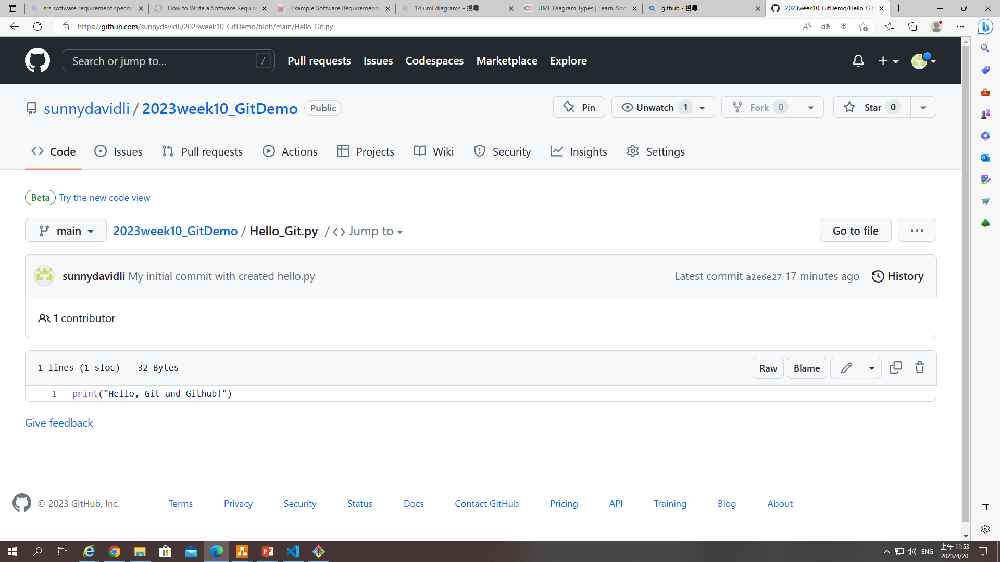 srs software requirement specific
How to Write a Software Require
Example Software Requirements
14 uml diagrams - 搜尋
UML Diagram Types | Learn Abo
github - 搜尋
2023week10_GitDemo/Hello_Git
https://github.com/sunnydavidli/2023week10_GitDemo/blob/main/Hello_Git.py
Search or jump to... /
Pull requests Issues Codespaces Marketplace Explore
sunnydavidli / 2023week10_GitDemo Public
Pin Unwatch 1 Fork 0 Star 0
Code Issues Pull requests Actions Projects Wiki Security Insights Settings
Beta Try the new code view
main 2023week10_GitDemo / Hello_Git.py / <> Jump to Go to file ...
sunnydavidli My initial commit with created hello.py Latest commit a2e6e27 17 minutes ago History
1 contributor
1 lines (1 sloc) 32 Bytes Raw Blame
1 print("Hello, Git and Github!")
Give feedback
© 2023 GitHub, Inc. Terms Privacy Security Status Docs Contact GitHub Pricing API Training Blog About
ENG 上午 11:53
2023/4/20